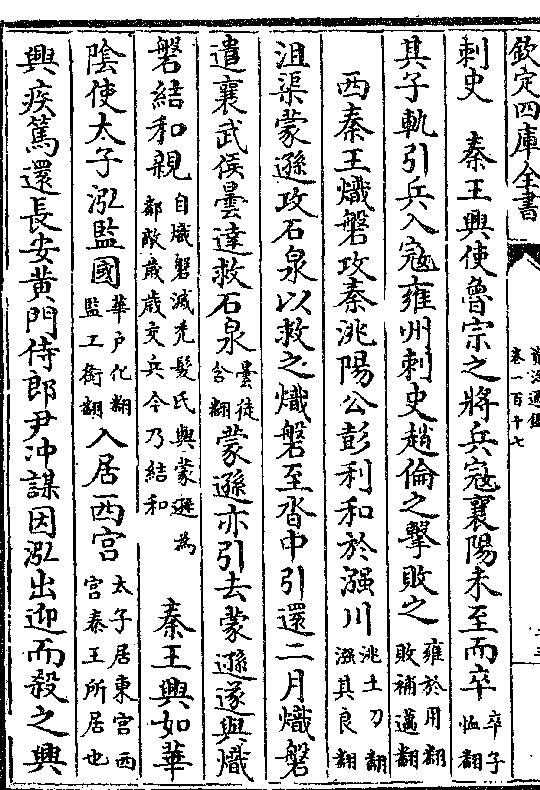 欽定四庫全書
卷一百十七
刺史　秦王興使魯宗之將兵寇襄陽未至而卒卒子恤翻
其子軌引兵入寇雍州刺史趙倫之擊敗之雍於用翻敗補邁翻
西秦王熾磐攻秦洮陽公彭利和於漒川洮土刀翻漒其良翻
沮渠蒙遜攻石泉以救之熾磐至沓中引還二月熾磐
遣襄武侯曇達救石泉曇徒含翻蒙遜亦引去蒙遜遂與熾
磐結和親自熾磐滅禿髮氏與蒙遜為鄰敵歲歲交兵今乃結和　秦王興如華
陰使太子泓監國華戶化翻監工銜翻入居西宮太子居東宮西宮秦王所居也
興疾篤還長安黃門侍郎尹沖謀因泓出迎而殺之興